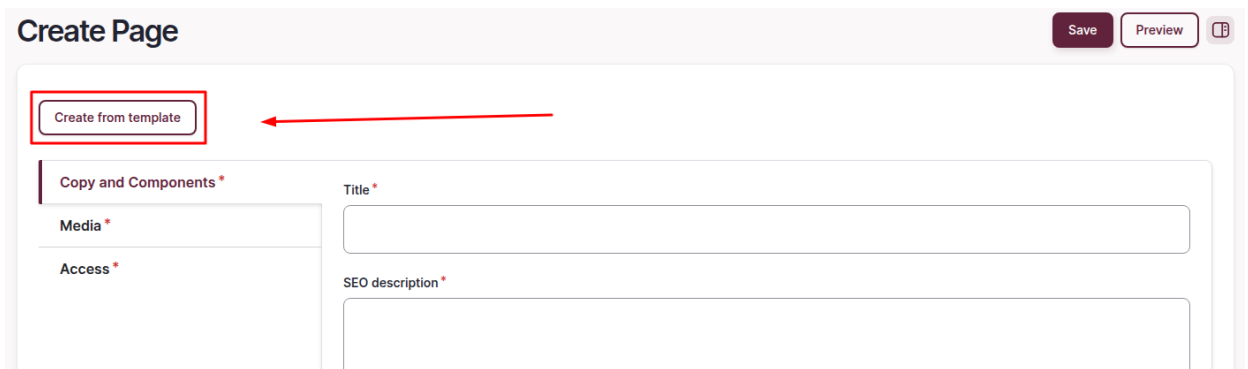 Create Page
Save
Preview
Create from template
Copy and Components*
Media*
Access*
Title*
SEO description*